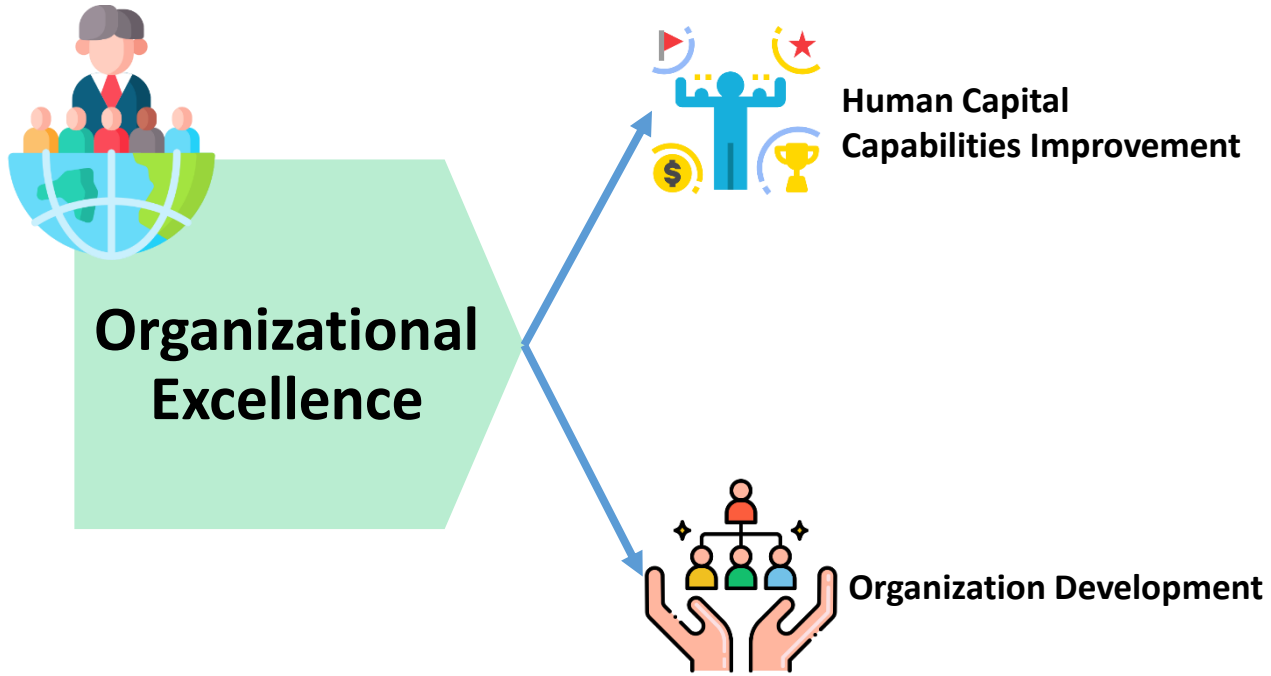 Human Capital
Capabilities Improvement
Organizational
Excellence
Organization Development
$